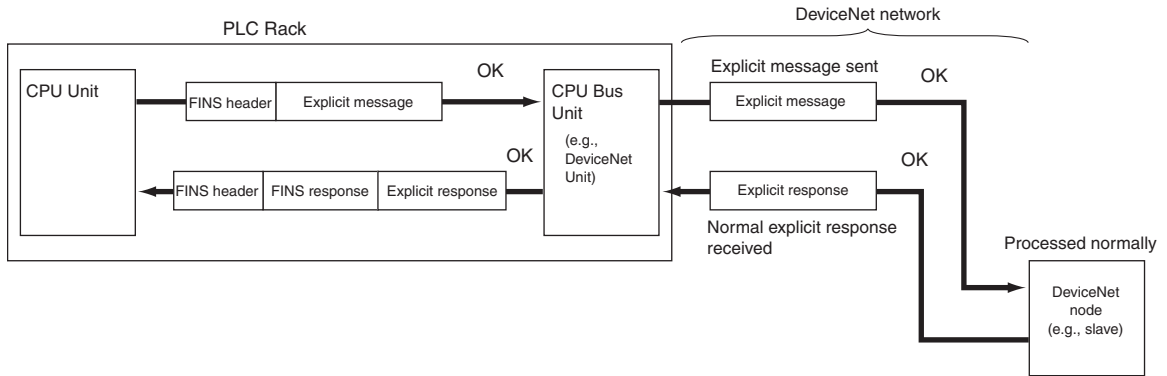 DeviceNet network
PLC Rack
CPU Unit
FINS header
Explicit message
OK
CPU Bus
Unit
(e.g.,
DeviceNet
Unit)
Explicit message sent
Explicit message
OK
FINS header
FINS response
Explicit response
OK
Explicit response
OK
Normal explicit response
received
Processed normally
DeviceNet
node
(e.g., slave)